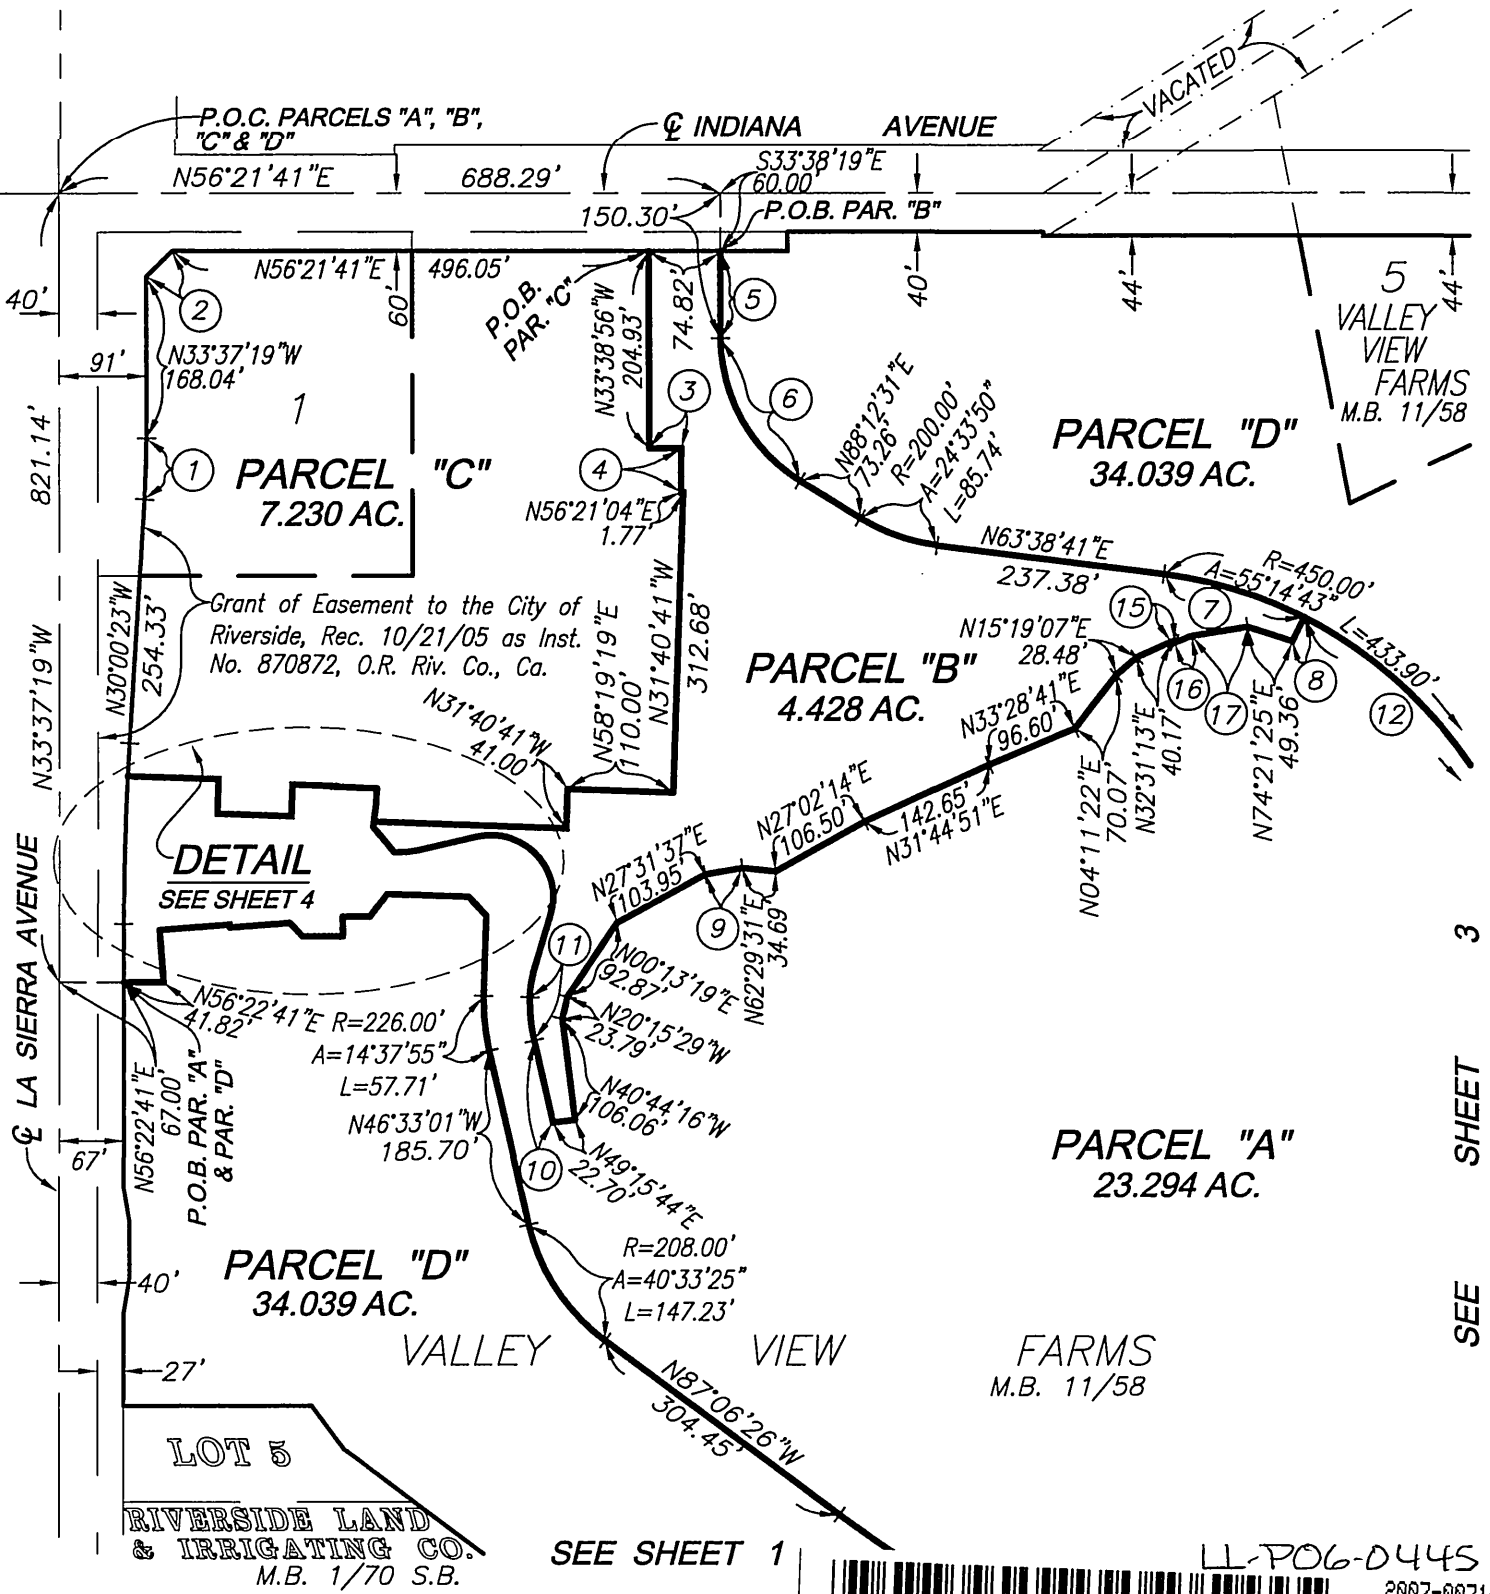 VACATED
P.O.C. PARCELS "A", "B",
"C" & "D"
℄ INDIANA AVENUE
N56°21'41"E 688.29'
S33°38'19"E
60.00'
150.30'
P.O.B. PAR. "B"
N56°21'41"E 496.05'
P.O.B.
PAR. "C"
40'
2
60'
74.82'
5
40'
44'
44'
5
VALLEY
VIEW
FARMS
M.B. 11/58
91'
N33°37'19"W
168.04'
1
N33°38'56"W
204.93'
3
6
N88°12'31"E
73.26'
R=200.00'
A=24°33'50"
L=85.74'
PARCEL "D"
34.039 AC.
821.14'
1
PARCEL "C"
7.230 AC.
4
N56°21'04"E
1.77'
N63°38'41"E
237.38'
R=450.00'
A=55°14'43"
L=433.90'
7
15
Grant of Easement to the City of
Riverside, Rec. 10/21/05 as Inst.
No. 870872, O.R. Riv. Co., Ca.
N30°00'23"W
254.33'
N33°37'19"W
N31°40'41"W
41.00'
N58°19'19"E
110.00'
N31°40'41"W
312.68'
PARCEL "B"
4.428 AC.
N15°19'07"E
28.48'
16
17
8
12
N33°28'41"E
96.60'
N04°11'22"E
70.07'
N32°31'13"E
40.17'
N74°21'25"E
49.36'
DETAIL
SEE SHEET 4
N27°31'37"E
103.95'
N27°02'14"E
106.50'
142.65'
N31°44'51"E
9
N62°29'31"E
34.69
11
N00°13'19"E
92.87'
N20°15'29"W
23.79'
N40°44'16"W
106.06'
N49°15'44"E
22.70'
10
℄ LA SIERRA AVENUE
N56°22'41"E
41.82'
R=226.00'
A=14°37'55"
L=57.71'
N46°33'01"W
185.70'
N56°22'41"E
67.00'
P.O.B. PAR. "A"
& PAR. "D"
67'
PARCEL "A"
23.294 AC.
SEE SHEET 3
PARCEL "D"
34.039 AC.
40'
R=208.00'
A=40°33'25"
L=147.23'
27'
VALLEY VIEW FARMS
M.B. 11/58
N87°06'26"W
304.45'
LOT 5
RIVERSIDE LAND
& IRRIGATING CO.
M.B. 1/70 S.B.
SEE SHEET 1
LL-P06-0445